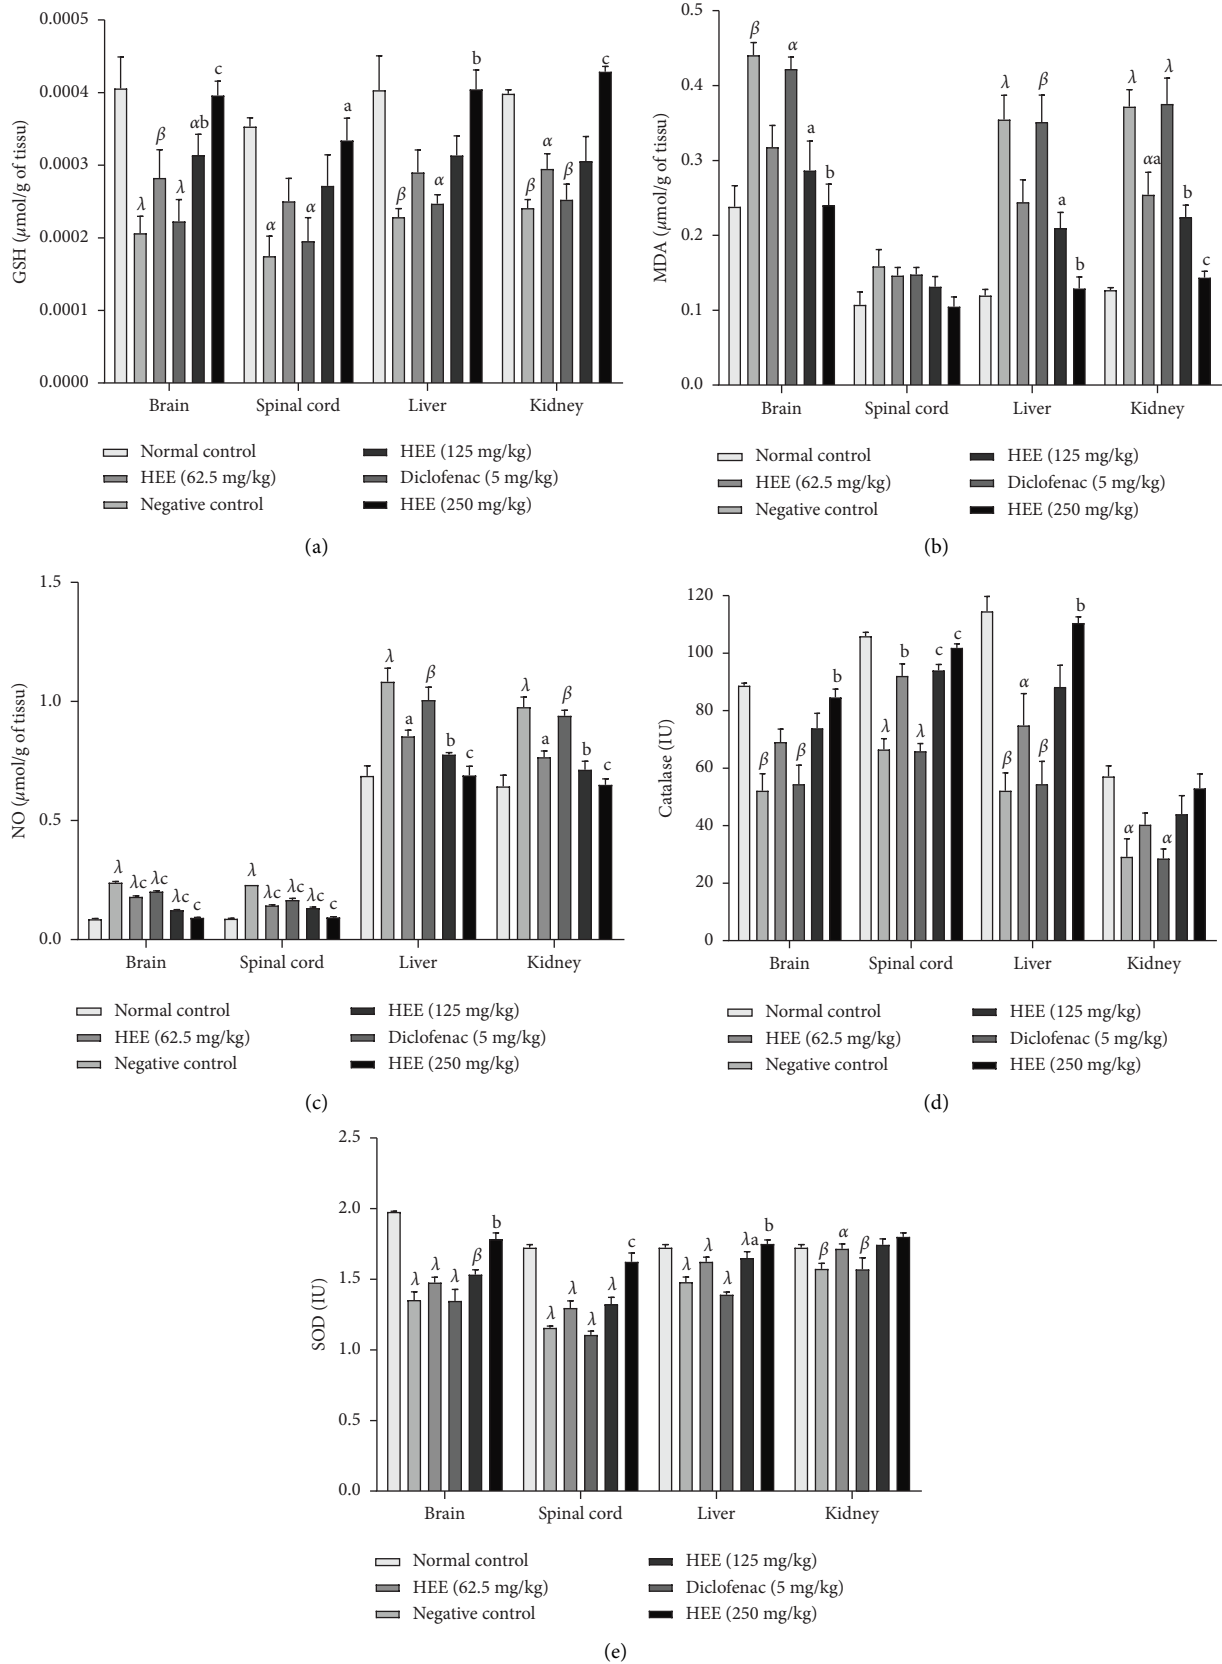 GSH (μmol/g of tissu)
0.0005
0.0004
0.0003
0.0002
0.0001
0.0000
λ
β
λ
αb
c
α
α
a
β
α
b
β
α
β
c
Brain Spinal cord Liver Kidney
Normal control HEE (125 mg/kg)
HEE (62.5 mg/kg) Diclofenac (5 mg/kg)
Negative control HEE (250 mg/kg)
(a)
MDA (μmol/g of tissu)
0.5
0.4
0.3
0.2
0.1
0.0
β
α
a
b
λ
β
a
b
λ
αa
λ
b
c
Brain Spinal cord Liver Kidney
Normal control HEE (125 mg/kg)
HEE (62.5 mg/kg) Diclofenac (5 mg/kg)
Negative control HEE (250 mg/kg)
(b)
NO (μmol/g of tissu)
1.5
1.0
0.5
0.0
λ
λc
λc
λc
c
λ
λc
λc
λc
c
λ
a
β
b
c
λ
a
β
b
c
Brain Spinal cord Liver Kidney
Normal control HEE (125 mg/kg)
HEE (62.5 mg/kg) Diclofenac (5 mg/kg)
Negative control HEE (250 mg/kg)
(c)
Catalase (IU)
120
100
80
60
40
20
0
β
β
b
λ
b
λ
c
c
β
α
β
b
α
α
Brain Spinal cord Liver Kidney
Normal control HEE (125 mg/kg)
HEE (62.5 mg/kg) Diclofenac (5 mg/kg)
Negative control HEE (250 mg/kg)
(d)
SOD (IU)
2.5
2.0
1.5
1.0
0.5
0.0
λ
λ
λ
β
b
λ
λ
λ
λ
c
λ
λ
λ
λa
b
β
α
β
Brain Spinal cord Liver Kidney
Normal control HEE (125 mg/kg)
HEE (62.5 mg/kg) Diclofenac (5 mg/kg)
Negative control HEE (250 mg/kg)
(e)